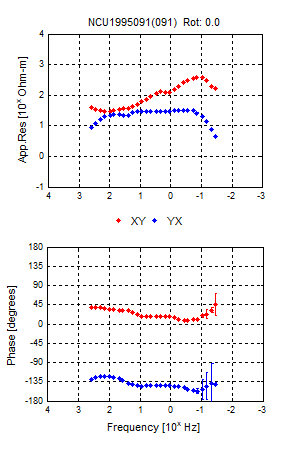 NCU1995091(091) Rot: 0.0
App.Res [10ˣ Ohm-m]
4
3
2
1
0
-1
4 3 2 1 0 -1 -2 -3
XY YX
Phase [degrees]
180
135
90
45
0
-45
-90
-135
-180
4 3 2 1 0 -1 -2 -3
Frequency [10ˣ Hz]